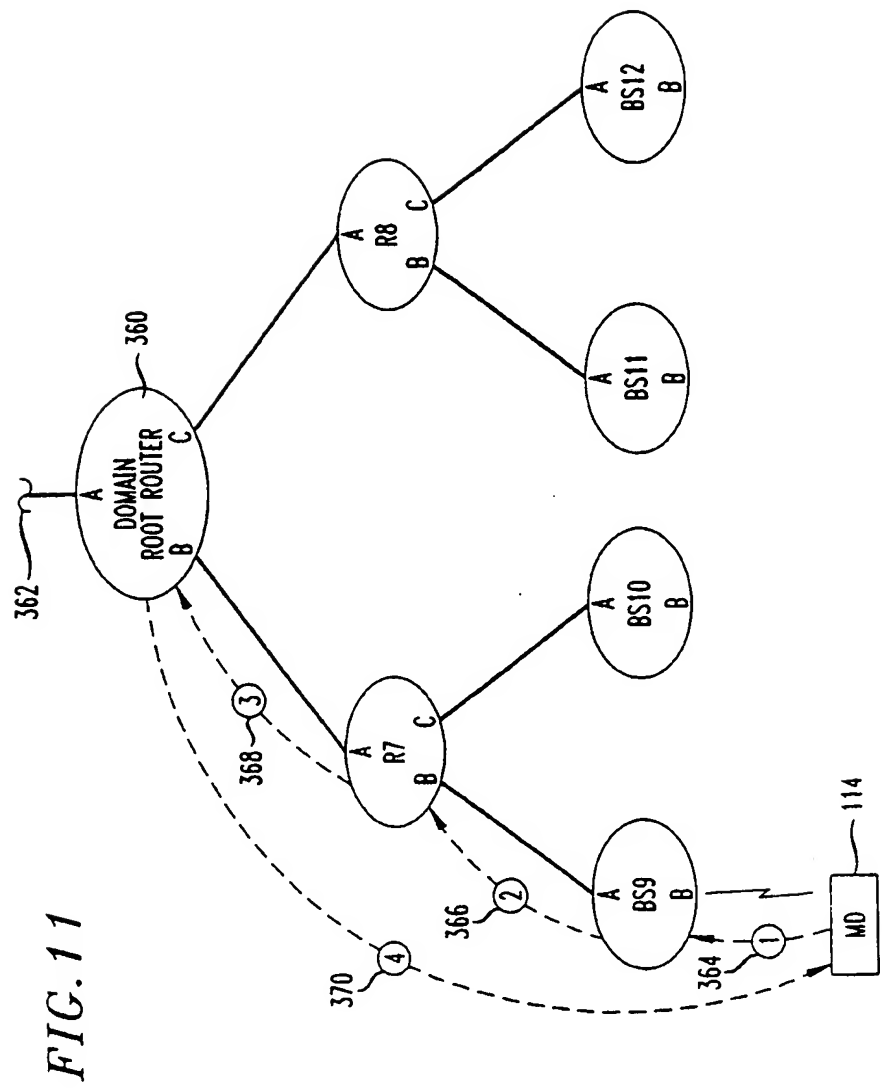 FIG. 11
362
360
A
DOMAIN
ROOT ROUTER
B
C
368
3
A
R7
B
C
A
R8
B
C
370
4
366
2
A
BS9
B
A
BS10
B
A
BS11
B
A
BS12
B
364
1
MD
114